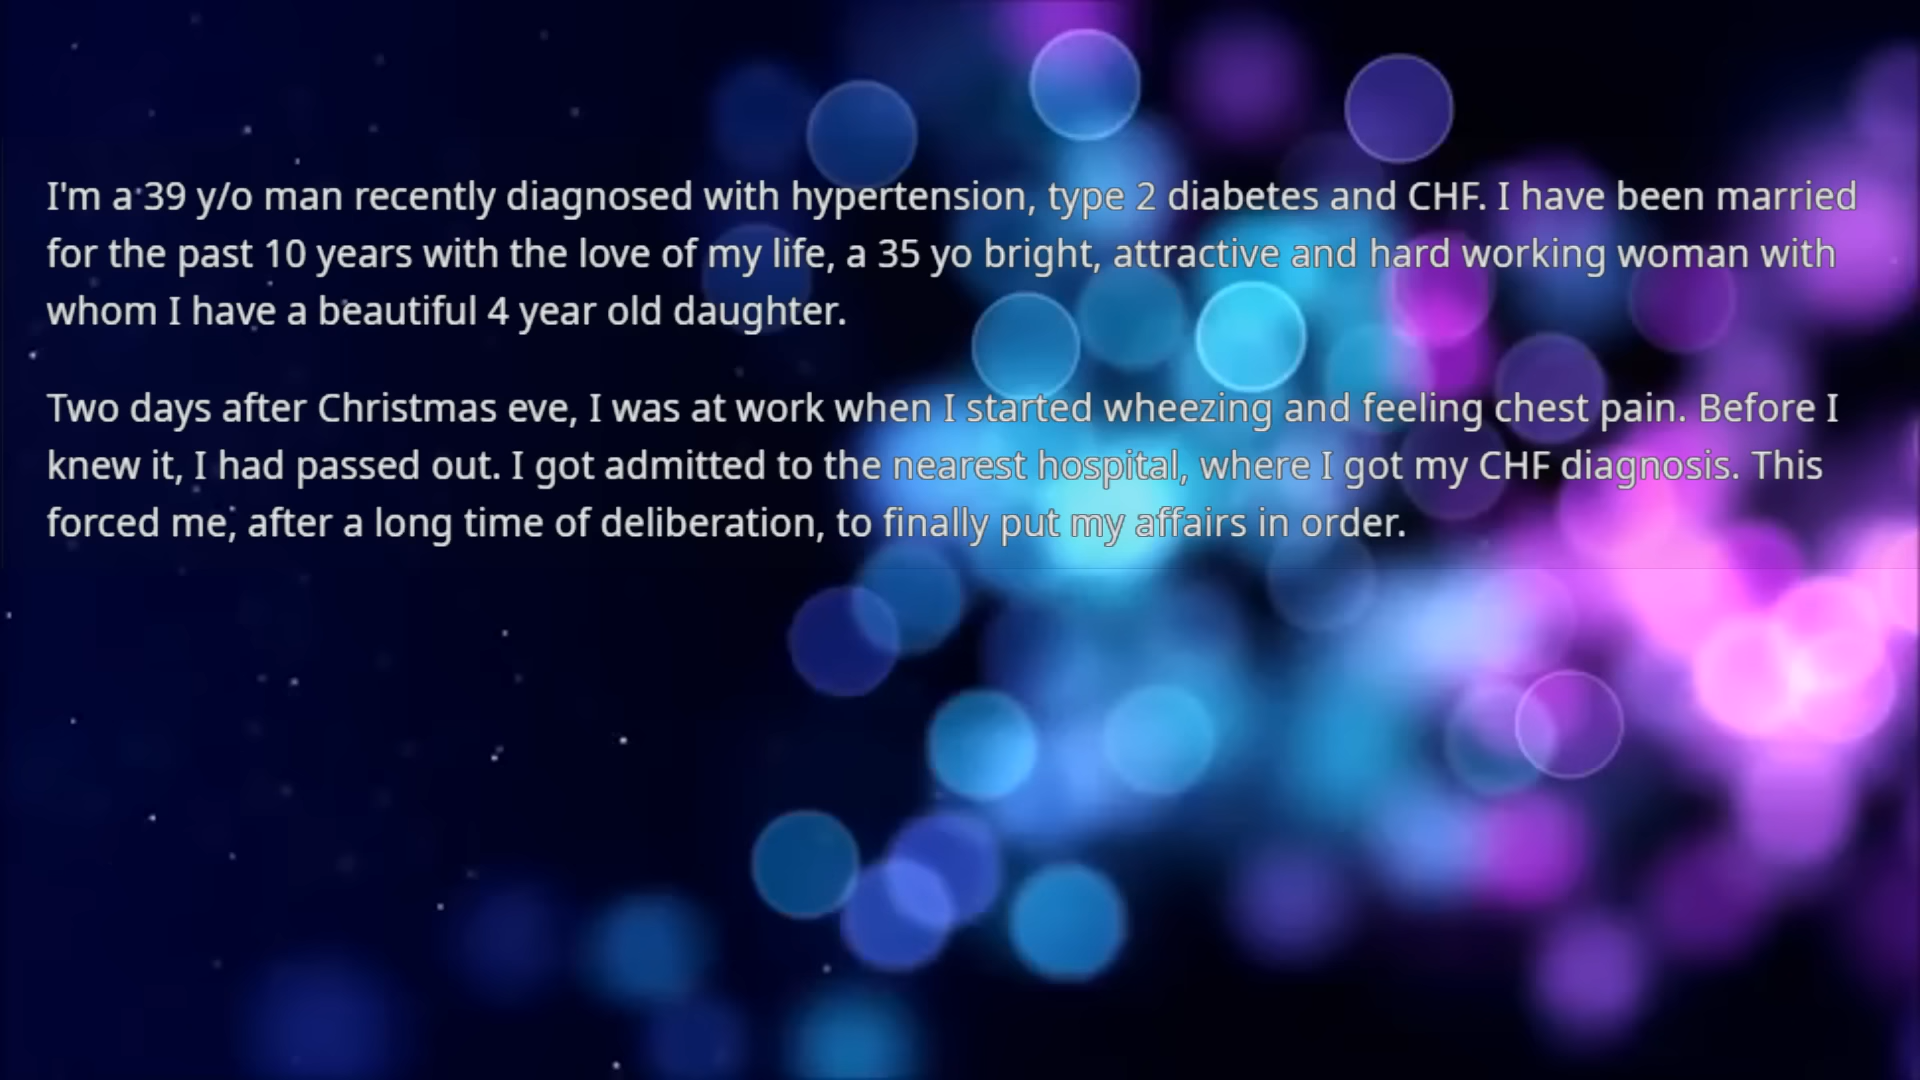 I'm a 39 y/o man recently diagnosed with hypertension, type 2 diabetes and CHF. I have been married
for the past 10 years with the love of my life, a 35 yo bright, attractive and hard working woman with
whom I have a beautiful 4 year old daughter.
Two days after Christmas eve, I was at work when I started wheezing and feeling chest pain. Before I
knew it, I had passed out. I got admitted to the nearest hospital, where I got my CHF diagnosis. This
forced me, after a long time of deliberation, to finally put my affairs in order.